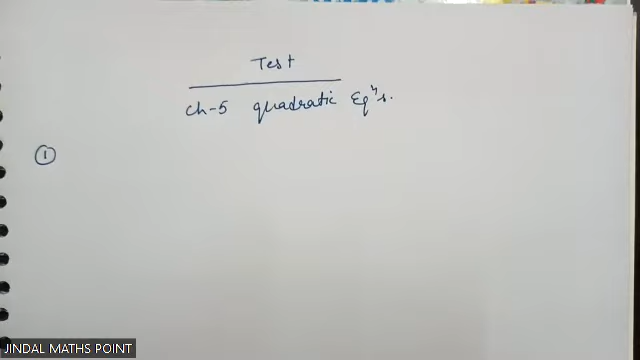 Test
Ch-5 quadratic Eqⁿs.
①
JINDAL MATHS POINT